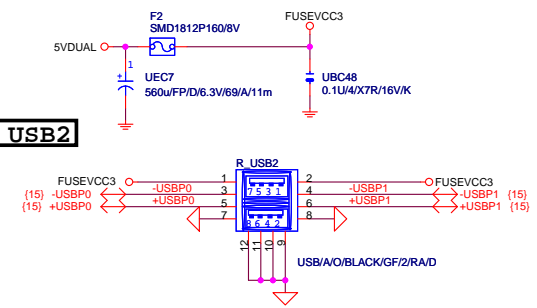 F2
SMD1812P160/8V
FUSEVCC3
5VDUAL
1
+
UEC7
560u/FP/D/6.3V/69/A/11m
UBC48
0.1U/4/X7R/16V/K
USB2
R_USB2
FUSEVCC3 1 2 FUSEVCC3
{15} -USBP0 -USBP0 3 7 5 3 1 4 -USBP1 -USBP1 {15}
{15} +USBP0 +USBP0 5 6 +USBP1 +USBP1 {15}
7 8 6 4 2 8
12 11 10 9
USB/A/O/BLACK/GF/2/RA/D